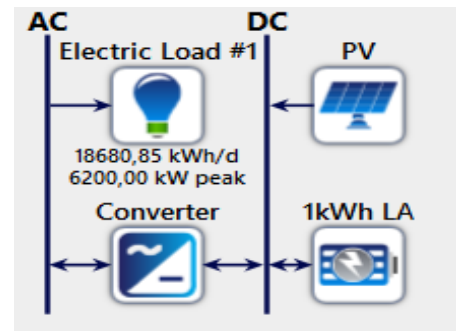 AC DC
Electric Load #1 PV
18680,85 kWh/d
6200,00 kW peak
Converter 1kWh LA